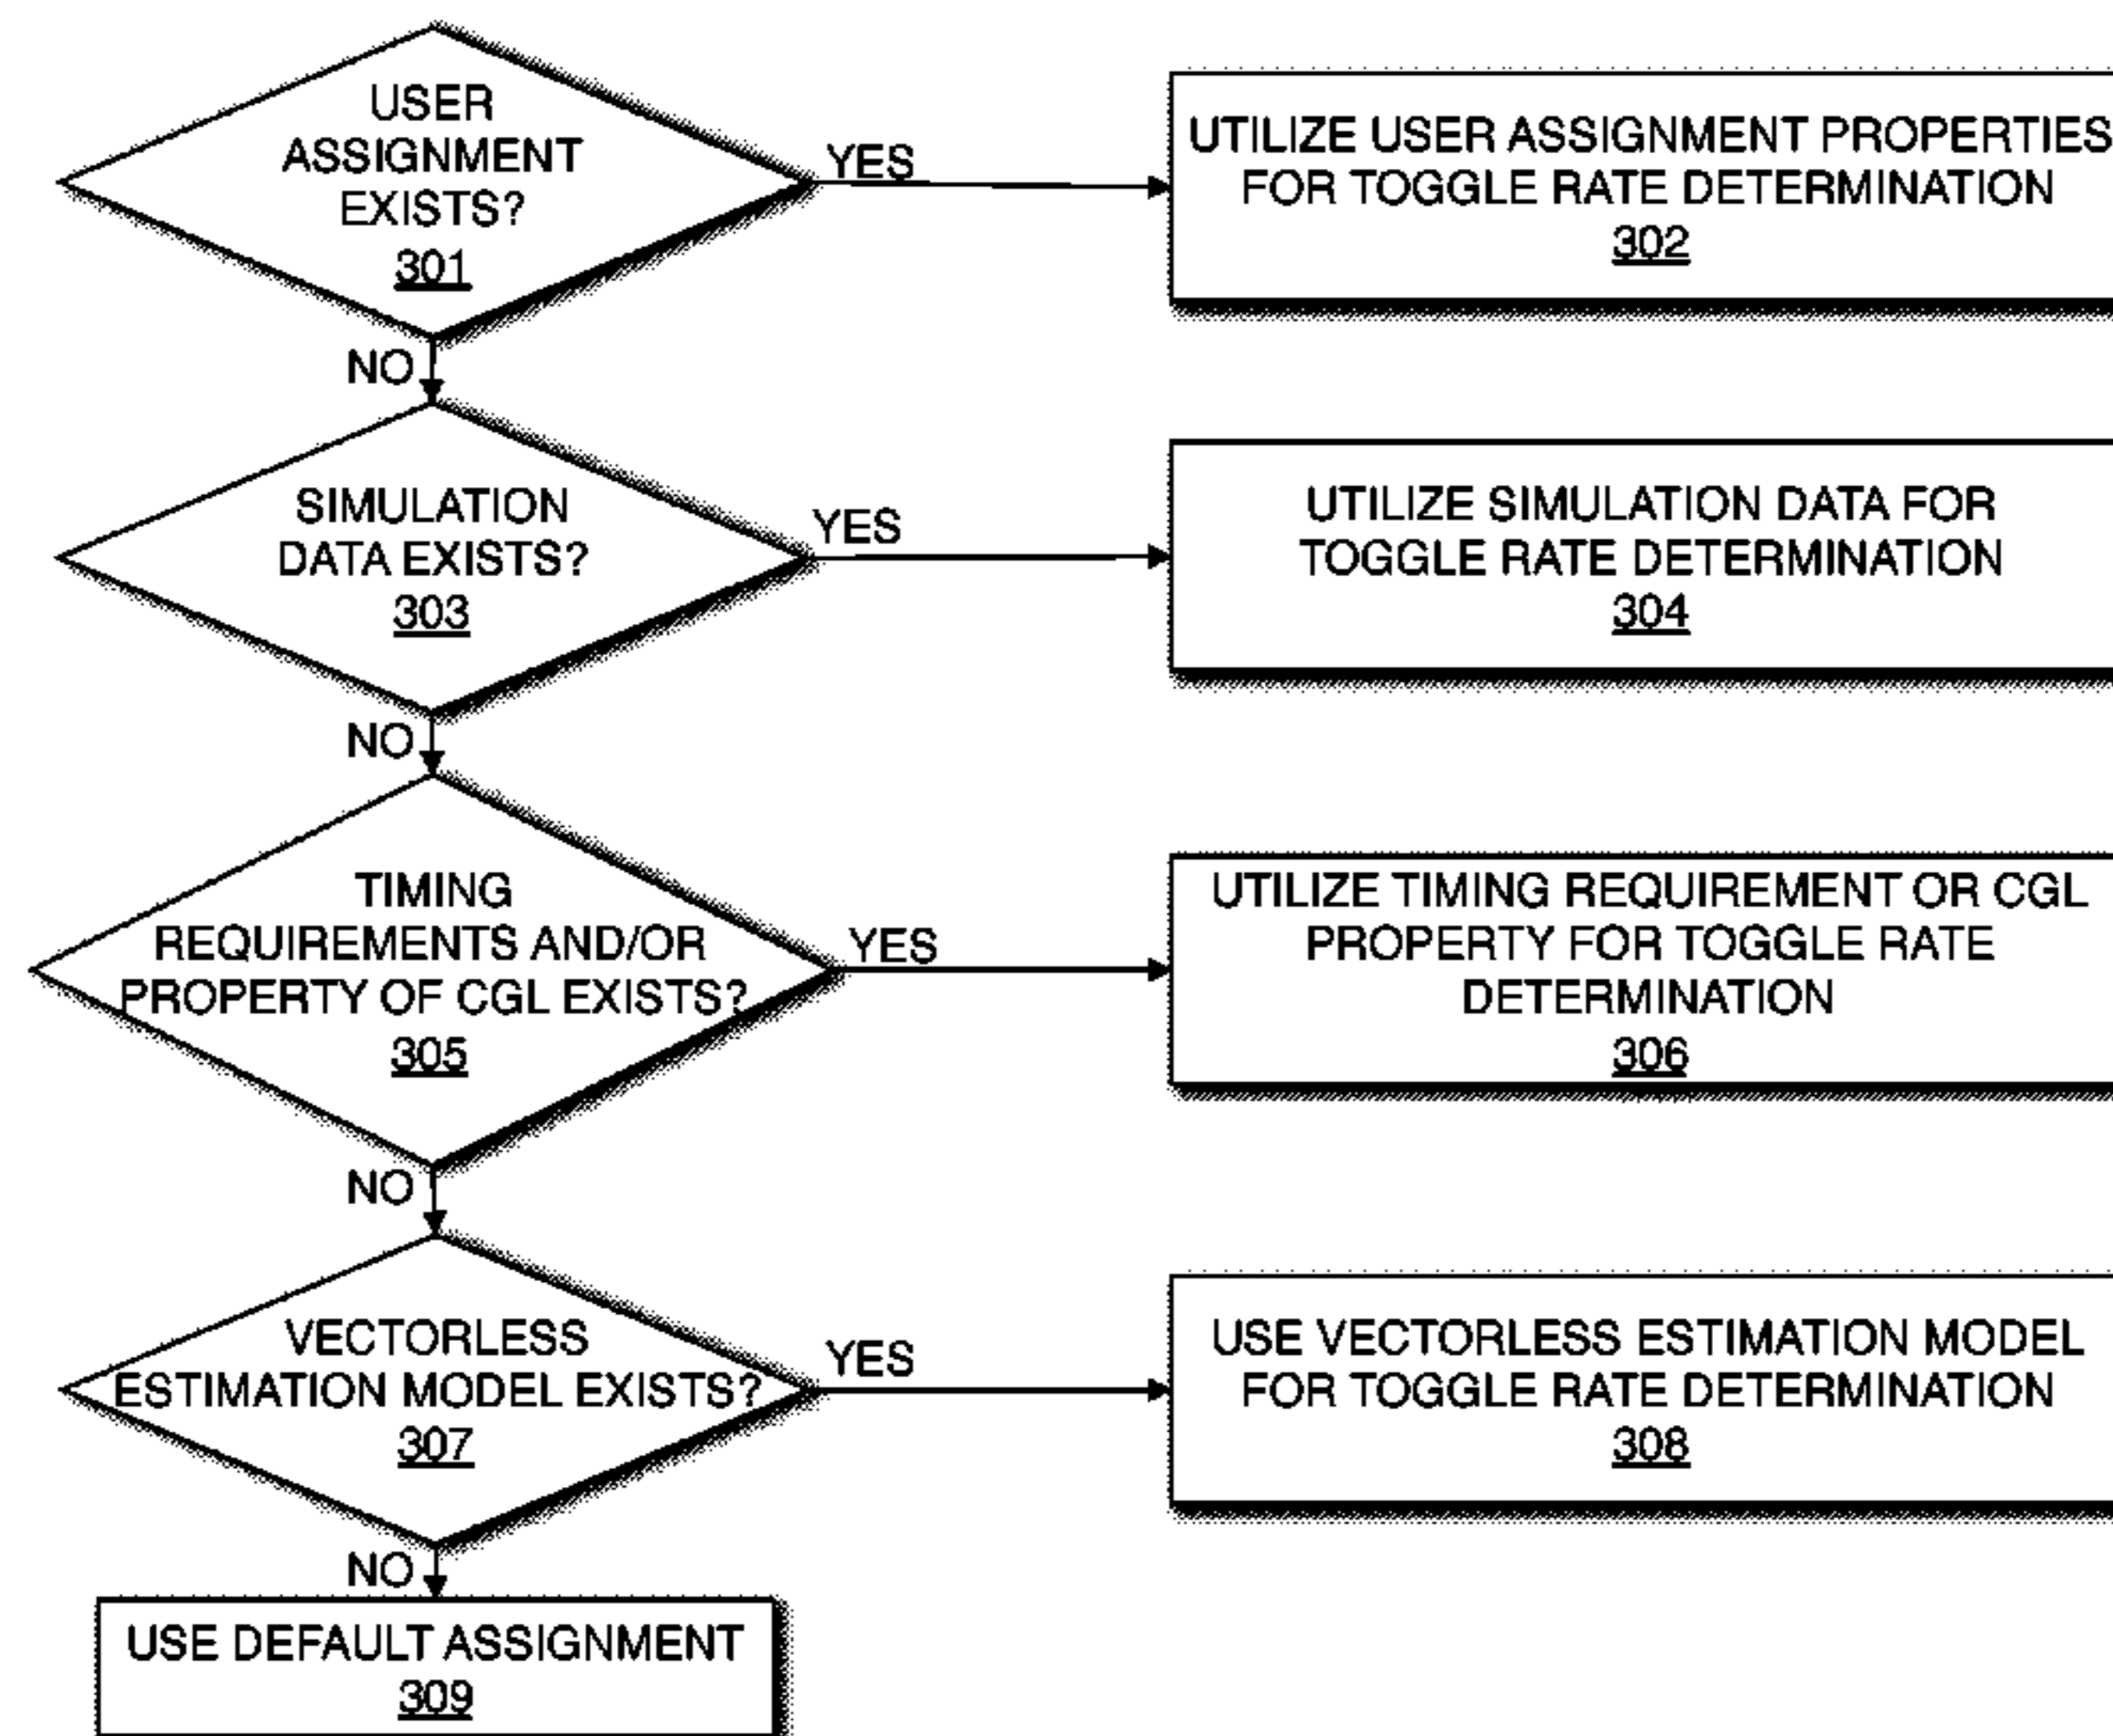 USER
ASSIGNMENT
EXISTS?
301
YES
UTILIZE USER ASSIGNMENT PROPERTIES
FOR TOGGLE RATE DETERMINATION
302
NO
SIMULATION
DATA EXISTS?
303
YES
UTILIZE SIMULATION DATA FOR
TOGGLE RATE DETERMINATION
304
NO
TIMING
REQUIREMENTS AND/OR
PROPERTY OF CGL EXISTS?
305
YES
UTILIZE TIMING REQUIREMENT OR CGL
PROPERTY FOR TOGGLE RATE
DETERMINATION
306
NO
VECTORLESS
ESTIMATION MODEL EXISTS?
307
YES
USE VECTORLESS ESTIMATION MODEL
FOR TOGGLE RATE DETERMINATION
308
NO
USE DEFAULT ASSIGNMENT
309